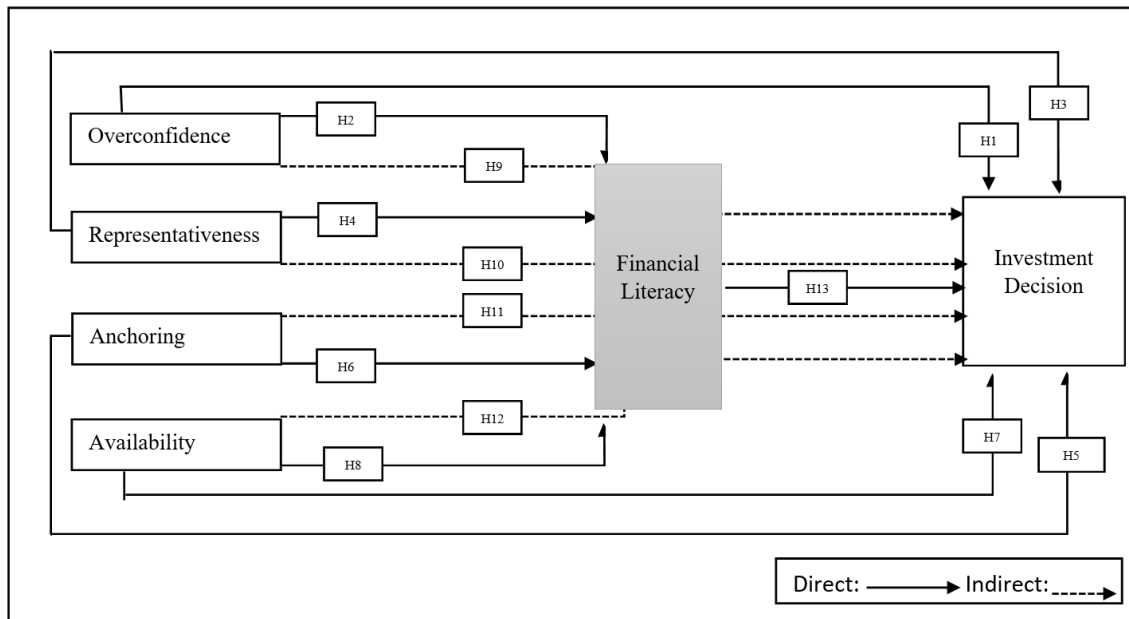 H3
H2
H1
Overconfidence
H9
H4
Representativeness
H10
Financial
Literacy
Investment
Decision
H13
H11
Anchoring
H6
H12
Availability
H8
H7
H5
Direct: Indirect: